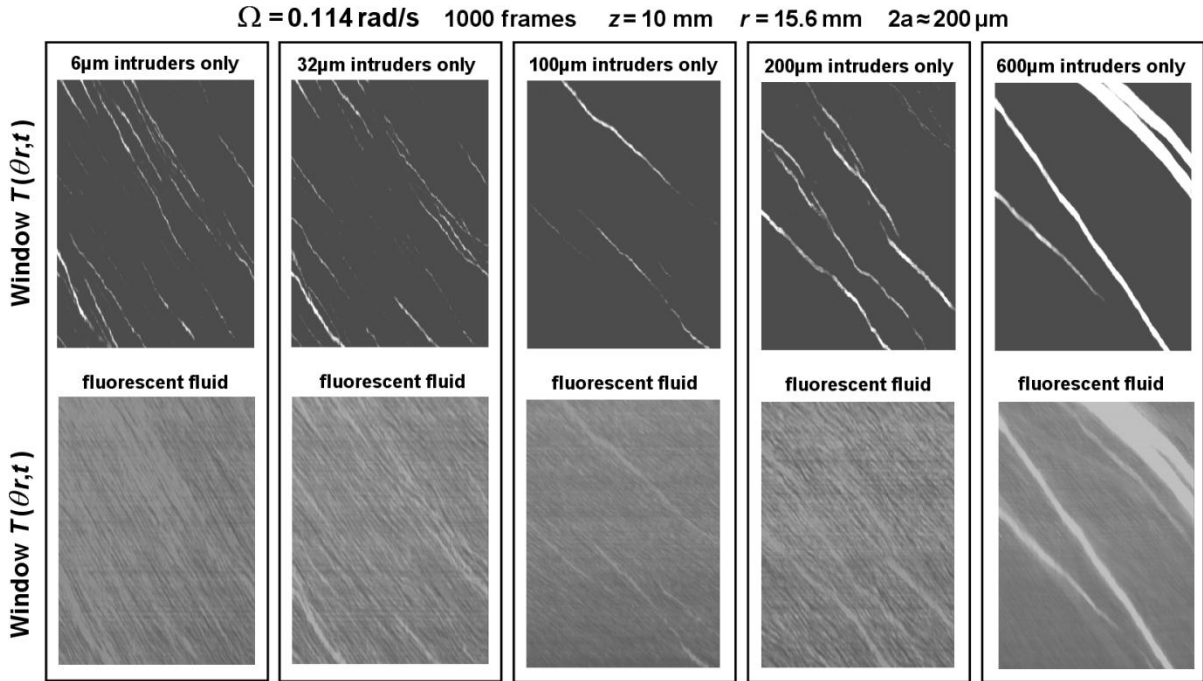 Ω = 0.114 rad/s 1000 frames z = 10 mm r = 15.6 mm 2a ≈ 200 μm
6μm intruders only
32μm intruders only
100μm intruders only
200μm intruders only
600μm intruders only
Window T(θr,t)
fluorescent fluid
fluorescent fluid
fluorescent fluid
fluorescent fluid
fluorescent fluid
Window T(θr,t)